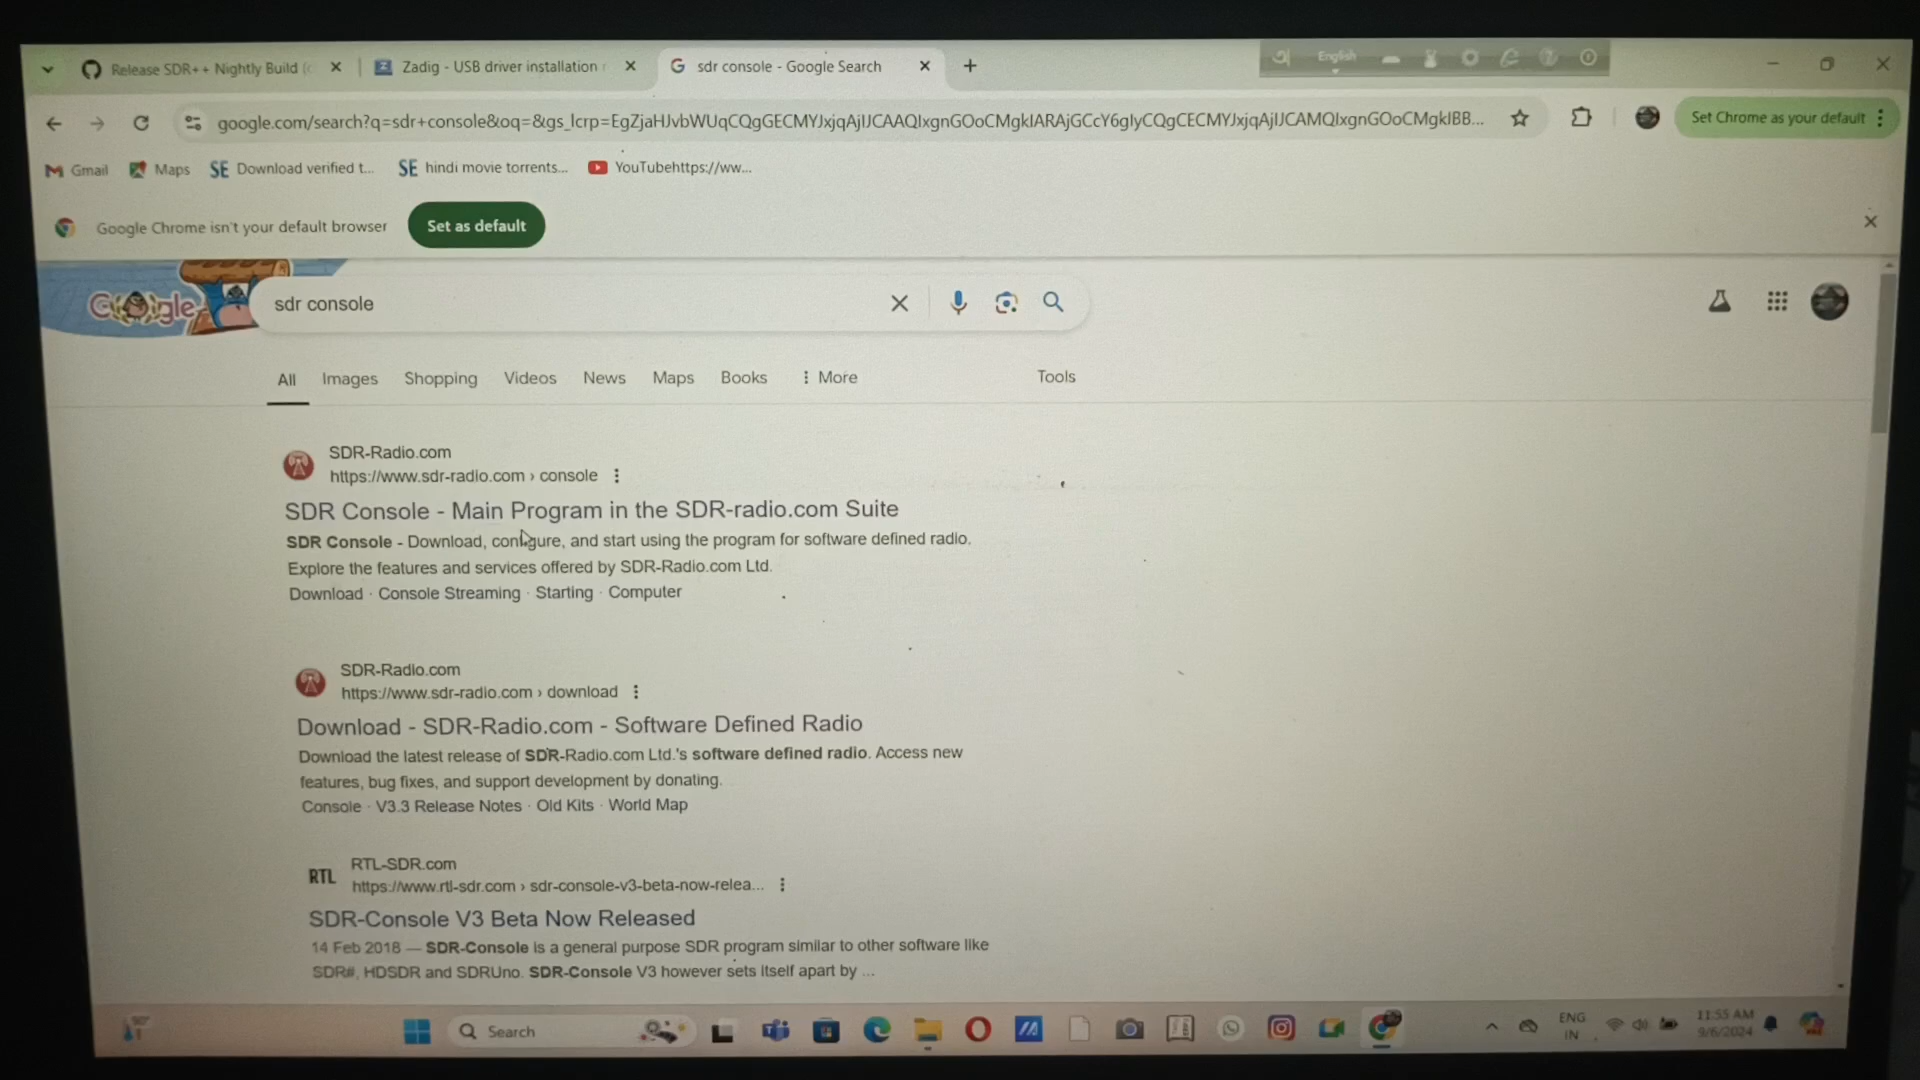 Release SDR++ Nightly Build (c
Zadig - USB driver installation
sdr console - Google Search
English
google.com/search?q=sdr+console&oq=&gs_lcrp=EgZjaHJvbWUqCQgGECMYJxjqAjIJCAAQIxgnGOoCMgkIARAjGCcY6gIyCQgCECMYJxjqAjIJCAMQIxgnGOoCMgkIBB...
Set Chrome as your default
Gmail
Maps
SE Download verified t...
SE hindi movie torrents...
YouTubehttps://ww...
Google Chrome isn't your default browser
Set as default
sdr console
All Images Shopping Videos News Maps Books More Tools
SDR-Radio.com
https://www.sdr-radio.com › console
SDR Console - Main Program in the SDR-radio.com Suite
SDR Console - Download, configure, and start using the program for software defined radio.
Explore the features and services offered by SDR-Radio.com Ltd.
Download · Console Streaming · Starting · Computer
SDR-Radio.com
https://www.sdr-radio.com › download
Download - SDR-Radio.com - Software Defined Radio
Download the latest release of SDR-Radio.com Ltd.'s software defined radio. Access new
features, bug fixes, and support development by donating.
Console · V3.3 Release Notes · Old Kits · World Map
RTL
RTL-SDR.com
https://www.rtl-sdr.com › sdr-console-v3-beta-now-relea...
SDR-Console V3 Beta Now Released
14 Feb 2018 — SDR-Console is a general purpose SDR program similar to other software like
SDR#, HDSDR and SDRUno. SDR-Console V3 however sets itself apart by ...
Search
ENG
IN
11:55 AM
9/6/2024